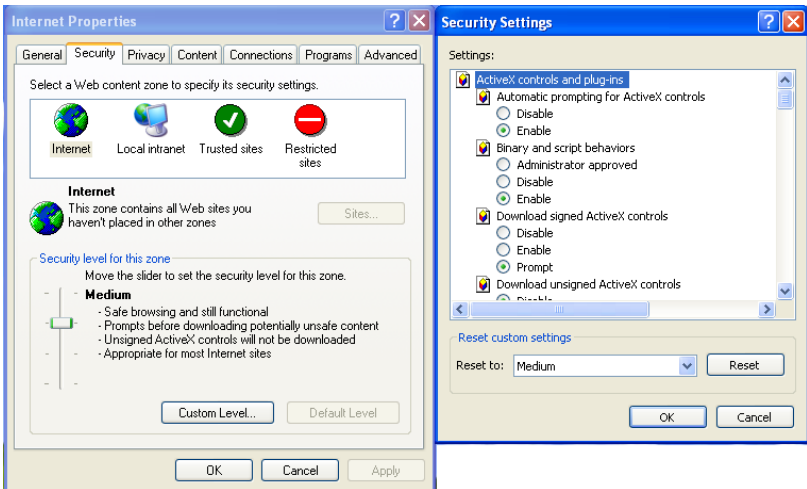 Internet Properties
General Security Privacy Content Connections Programs Advanced
Select a Web content zone to specify its security settings.
Internet Local intranet Trusted sites Restricted
sites
Internet
This zone contains all Web sites you
haven't placed in other zones
Sites...
Security level for this zone
Move the slider to set the security level for this zone.
Medium
- Safe browsing and still functional
- Prompts before downloading potentially unsafe content
- Unsigned ActiveX controls will not be downloaded
- Appropriate for most Internet sites
Custom Level... Default Level
OK Cancel Apply
Security Settings
Settings:
ActiveX controls and plug-ins
Automatic prompting for ActiveX controls
Disable
Enable
Binary and script behaviors
Administrator approved
Disable
Enable
Download signed ActiveX controls
Disable
Enable
Prompt
Download unsigned ActiveX controls
Disable
Reset custom settings
Reset to: Medium Reset
OK Cancel